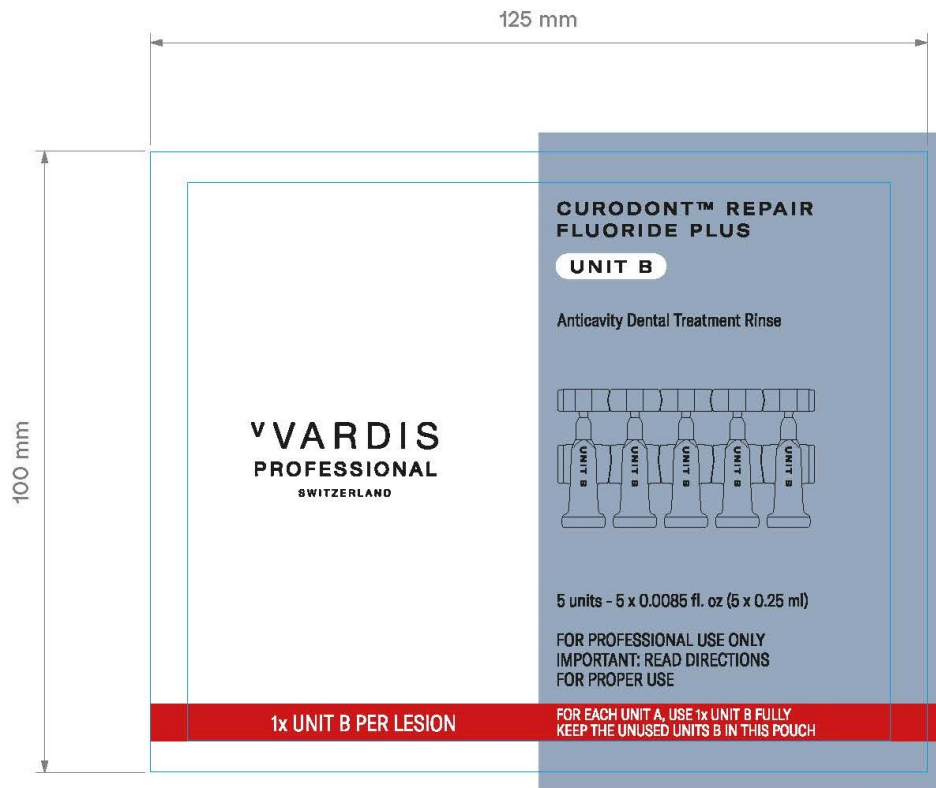 125 mm
100 mm
CURODONT™ REPAIR
FLUORIDE PLUS
UNIT B
Anticavity Dental Treatment Rinse
vVARDIS
PROFESSIONAL
SWITZERLAND
UNIT B
UNIT B
UNIT B
UNIT B
UNIT B
5 units - 5 x 0.0085 fl. oz (5 x 0.25 ml)
FOR PROFESSIONAL USE ONLY
IMPORTANT: READ DIRECTIONS
FOR PROPER USE
1x UNIT B PER LESION
FOR EACH UNIT A, USE 1x UNIT B FULLY
KEEP THE UNUSED UNITS B IN THIS POUCH